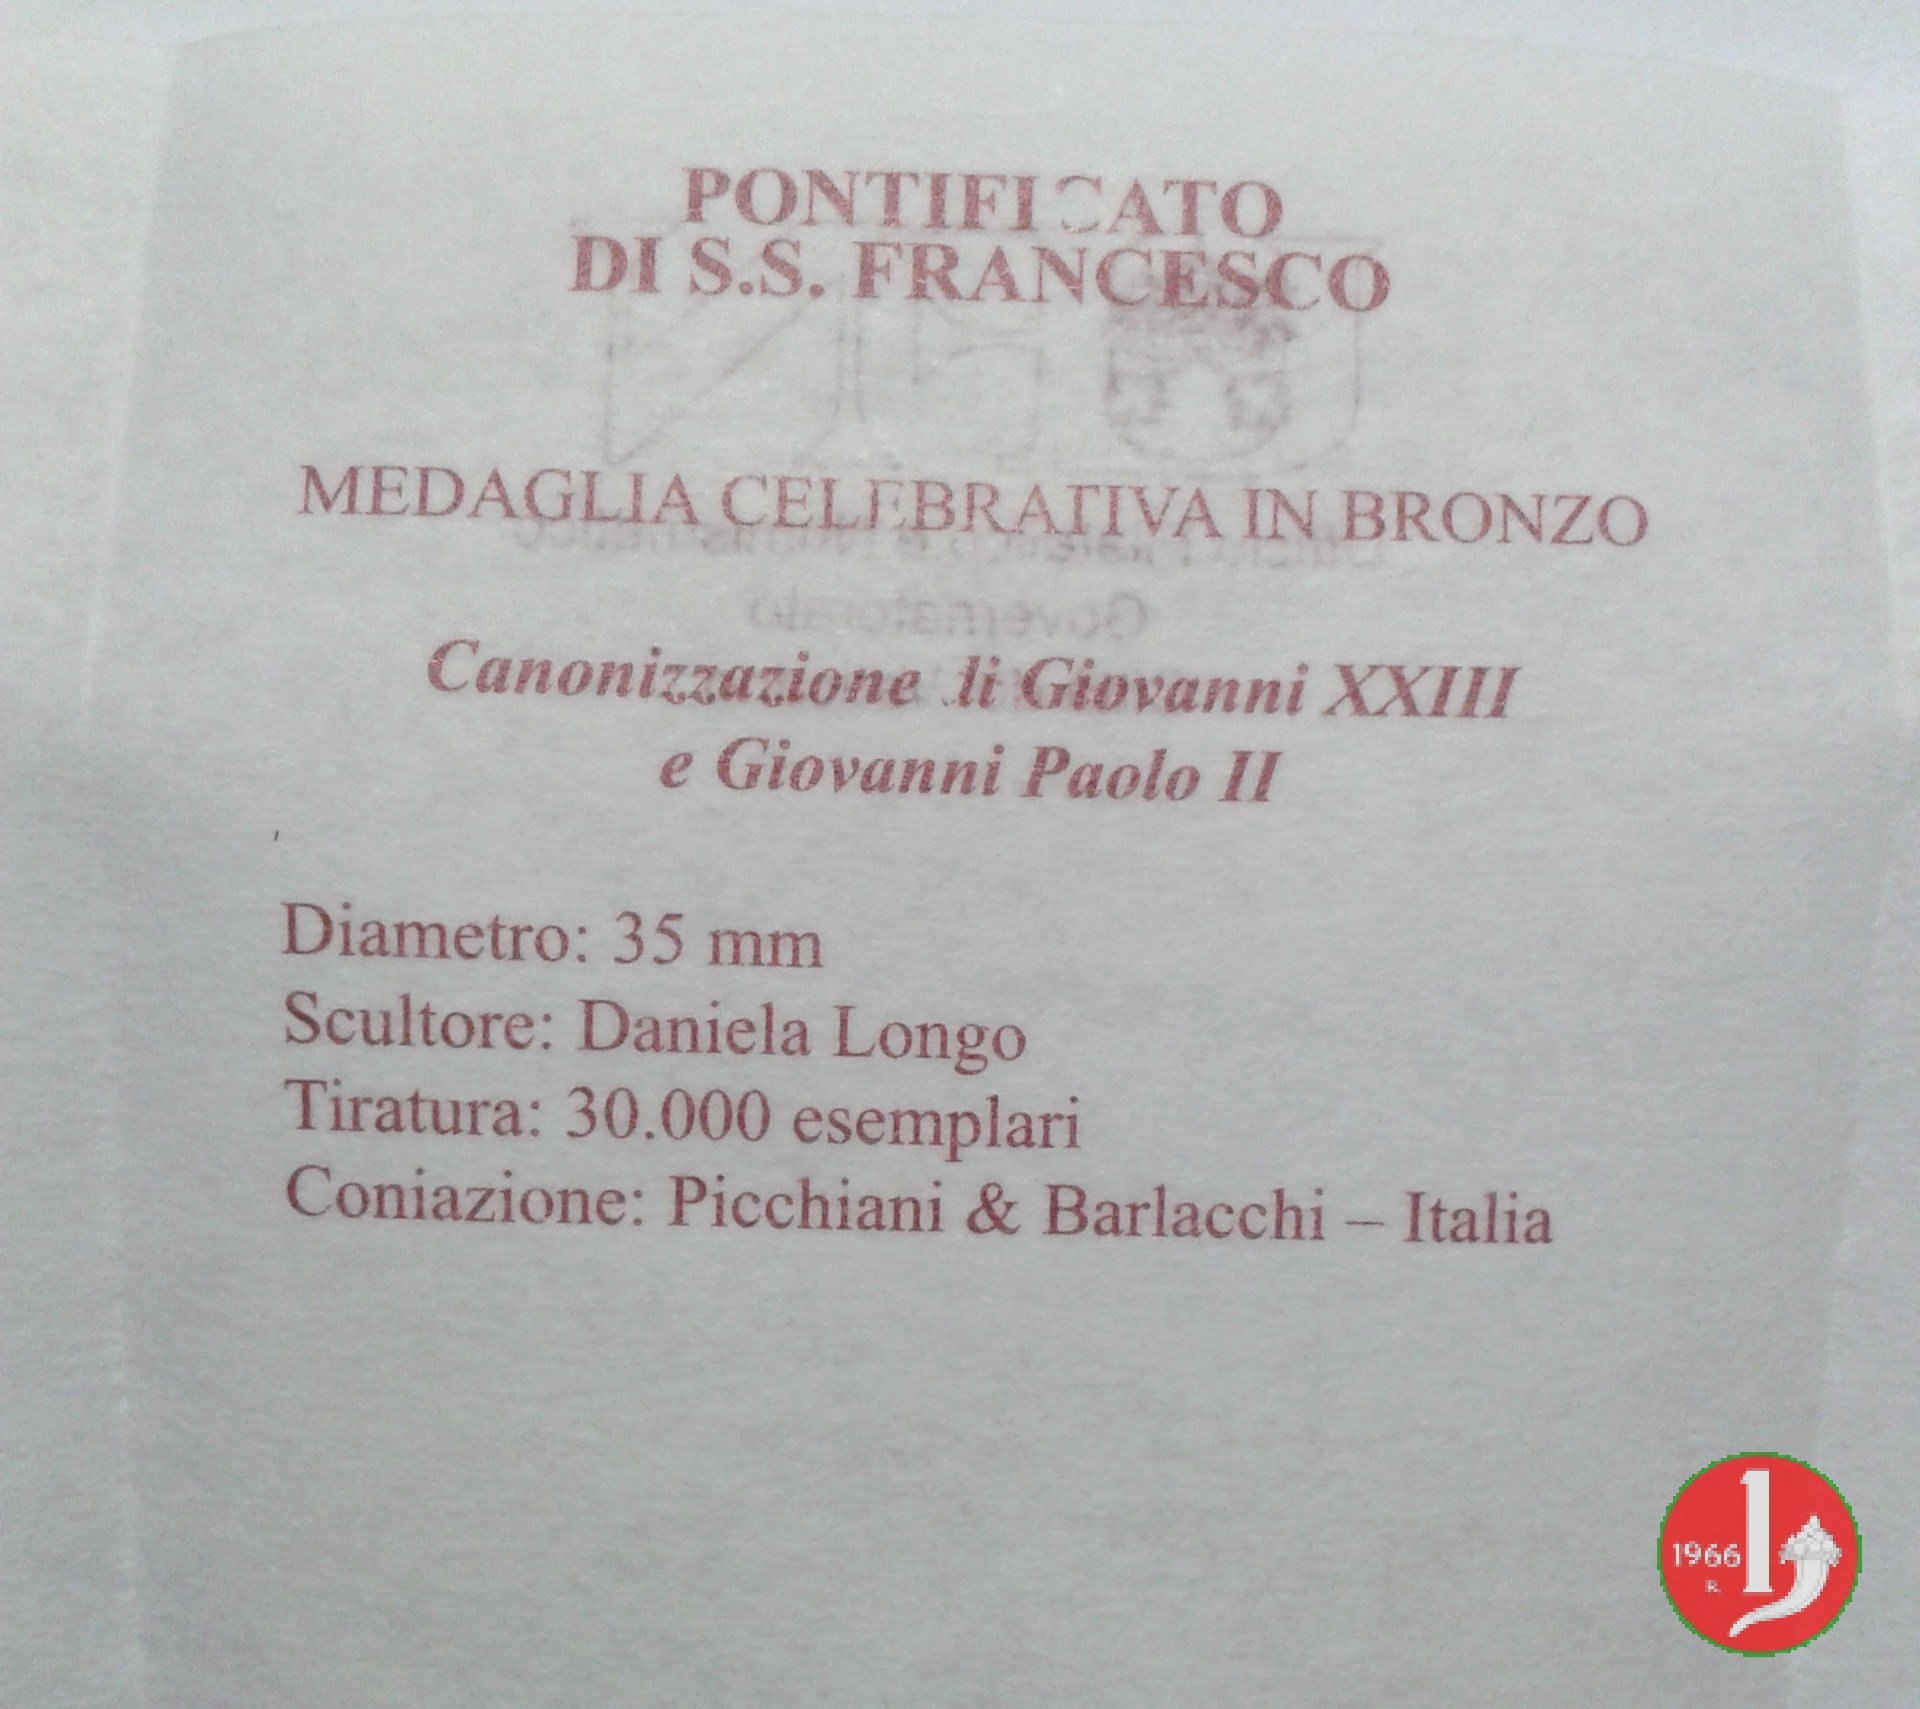 PONTIFICATO
DI S.S. FRANCESCO
MEDAGLIA CELEBRATIVA IN BRONZO
Governatorato
Canonizzazione di Giovanni XXIII
e Giovanni Paolo II
Diametro: 35 mm
Scultore: Daniela Longo
Tiratura: 30.000 esemplari
Coniazione: Picchiani & Barlacchi – Italia
1966
R